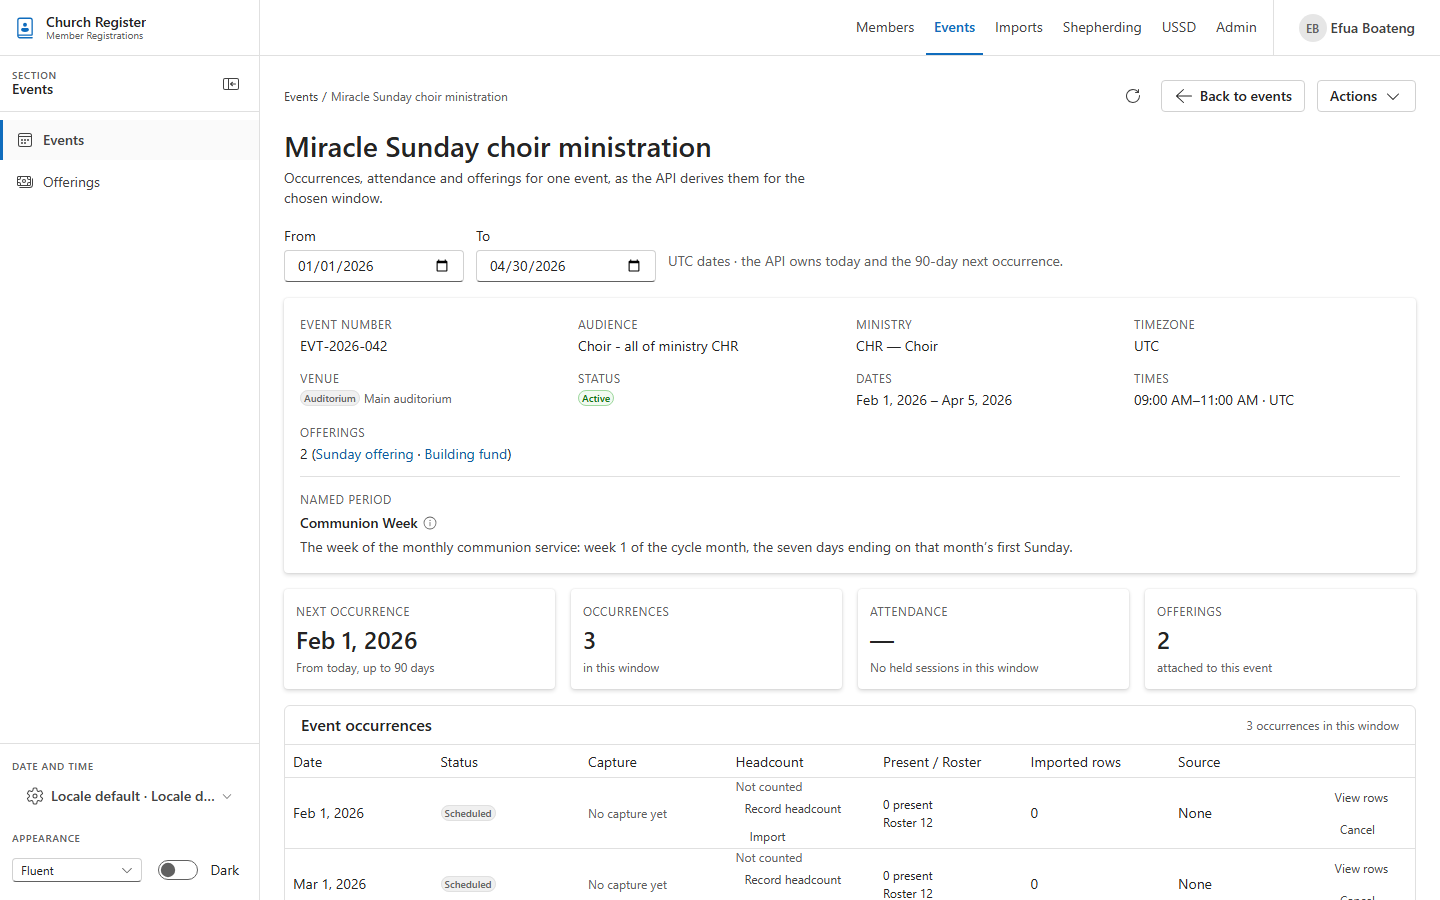 Church Register
Member Registrations
Members
Events
Imports
Shepherding
USSD
Admin
EB
Efua Boateng
SECTION
Events
Events
Offerings
Events / Miracle Sunday choir ministration
Back to events
Actions
Miracle Sunday choir ministration
Occurrences, attendance and offerings for one event, as the API derives them for the
chosen window.
From
To
01/01/2026
04/30/2026
UTC dates · the API owns today and the 90-day next occurrence.
EVENT NUMBER
EVT-2026-042
AUDIENCE
Choir - all of ministry CHR
MINISTRY
CHR — Choir
TIMEZONE
UTC
VENUE
Auditorium Main auditorium
STATUS
Active
DATES
Feb 1, 2026 – Apr 5, 2026
TIMES
09:00 AM–11:00 AM · UTC
OFFERINGS
2 (Sunday offering · Building fund)
NAMED PERIOD
Communion Week
The week of the monthly communion service: week 1 of the cycle month, the seven days ending on that month's first Sunday.
NEXT OCCURRENCE
Feb 1, 2026
From today, up to 90 days
OCCURRENCES
3
in this window
ATTENDANCE
—
No held sessions in this window
OFFERINGS
2
attached to this event
Event occurrences
3 occurrences in this window
Date
Status
Capture
Headcount
Present / Roster
Imported rows
Source
Feb 1, 2026
Scheduled
No capture yet
Not counted
Record headcount
Import
0 present
Roster 12
0
None
View rows
Cancel
Mar 1, 2026
Scheduled
No capture yet
Not counted
Record headcount
0 present
Roster 12
0
None
View rows
Cancel
DATE AND TIME
Locale default · Locale d...
APPEARANCE
Fluent
Dark